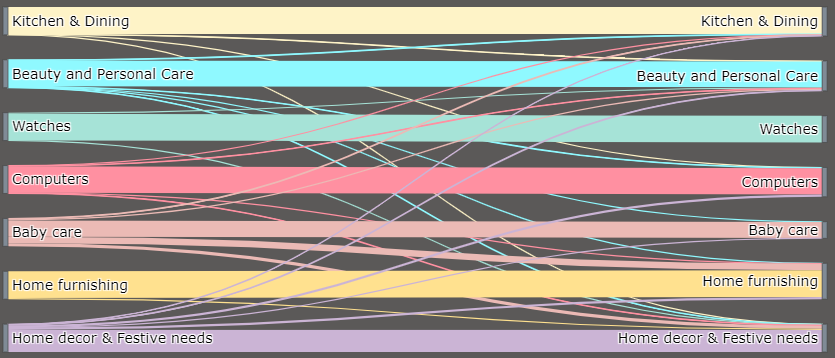 Kitchen & Dining
Kitchen & Dining
Beauty and Personal Care
Beauty and Personal Care
Watches
Watches
Computers
Computers
Baby care
Baby care
Home furnishing
Home furnishing
Home decor & Festive needs
Home decor & Festive needs